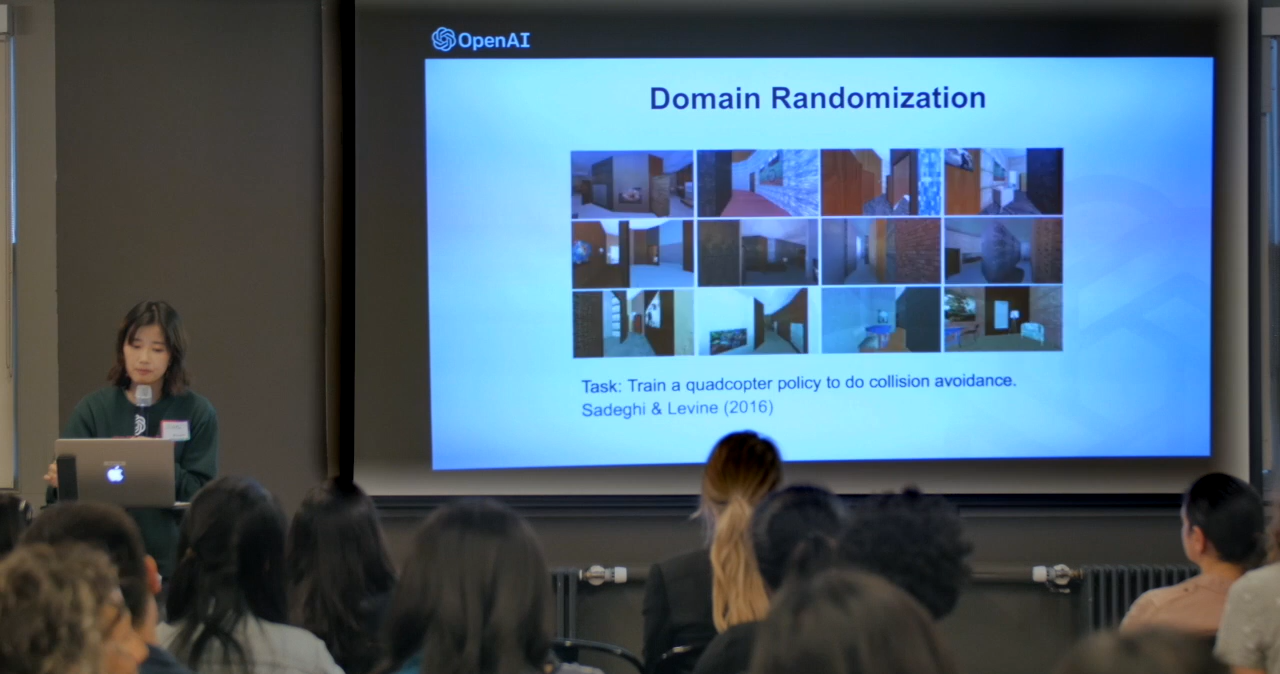 OpenAI
Domain Randomization
Task: Train a quadcopter policy to do collision avoidance.
Sadeghi & Levine (2016)